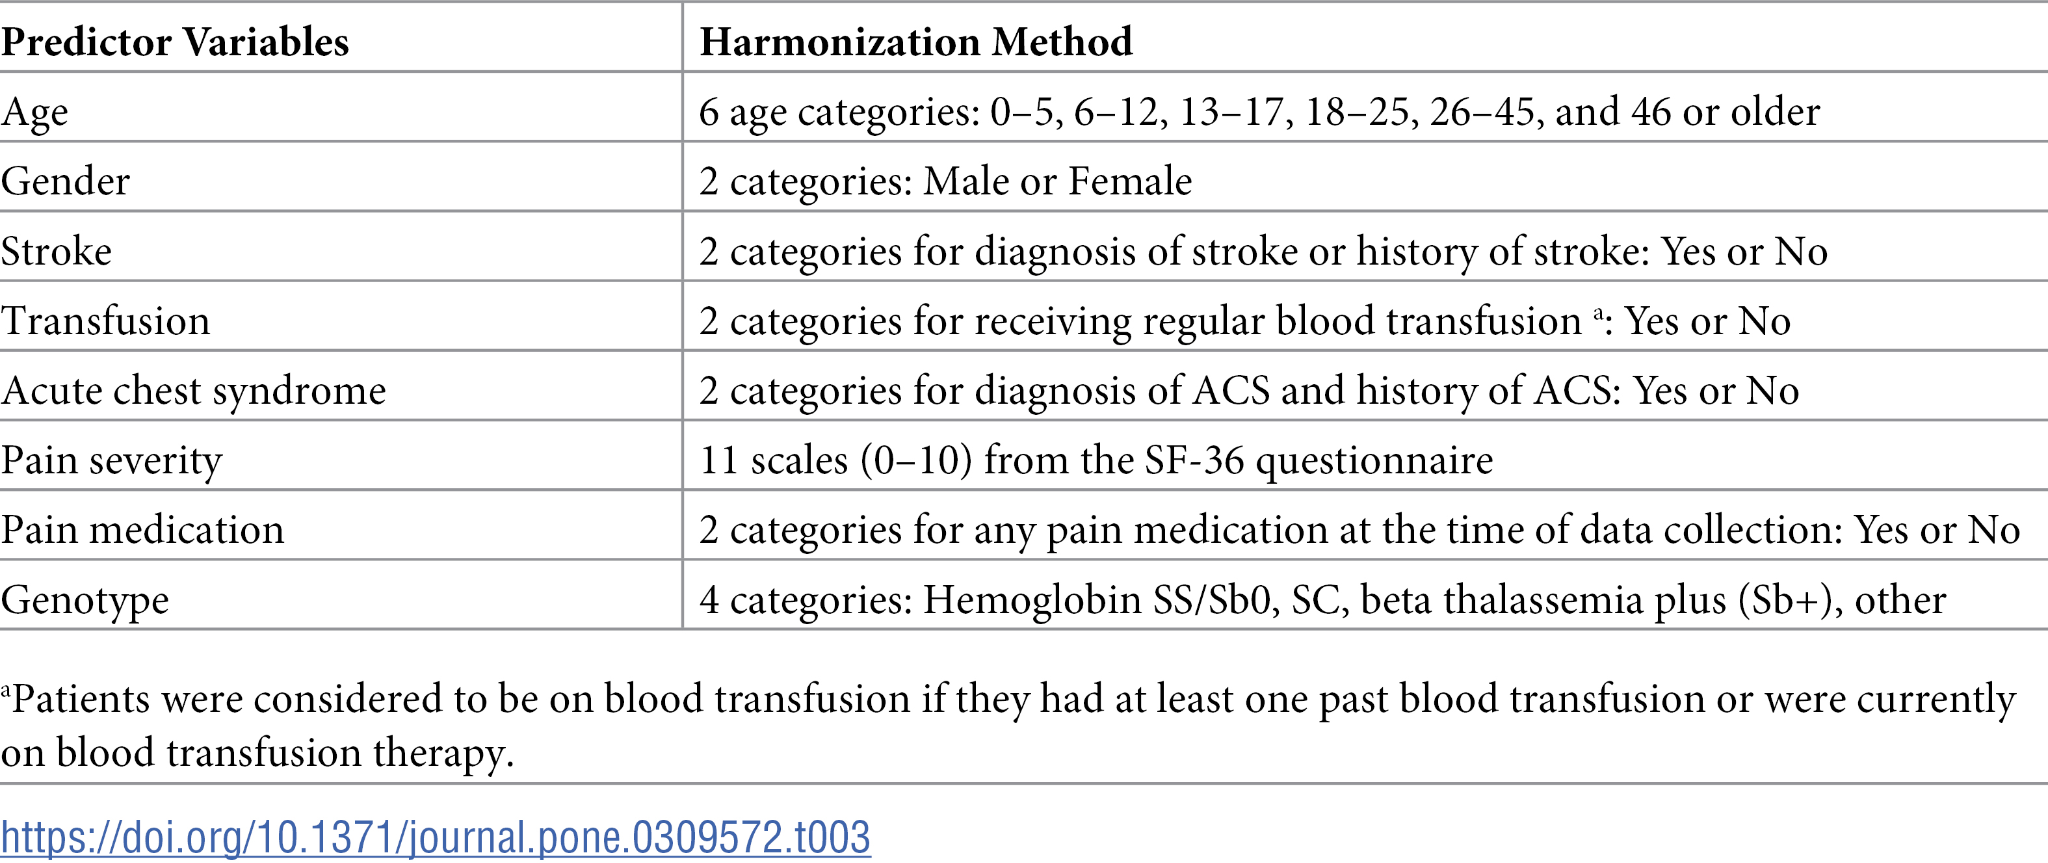 Predictor Variables Harmonization Method
Age 6 age categories: 0–5, 6–12, 13–17, 18–25, 26–45, and 46 or older
Gender 2 categories: Male or Female
Stroke 2 categories for diagnosis of stroke or history of stroke: Yes or No
Transfusion 2 categories for receiving regular blood transfusion ᵃ: Yes or No
Acute chest syndrome 2 categories for diagnosis of ACS and history of ACS: Yes or No
Pain severity 11 scales (0–10) from the SF-36 questionnaire
Pain medication 2 categories for any pain medication at the time of data collection: Yes or No
Genotype 4 categories: Hemoglobin SS/Sb0, SC, beta thalassemia plus (Sb+), other
ᵃPatients were considered to be on blood transfusion if they had at least one past blood transfusion or were currently
on blood transfusion therapy.
https://doi.org/10.1371/journal.pone.0309572.t003